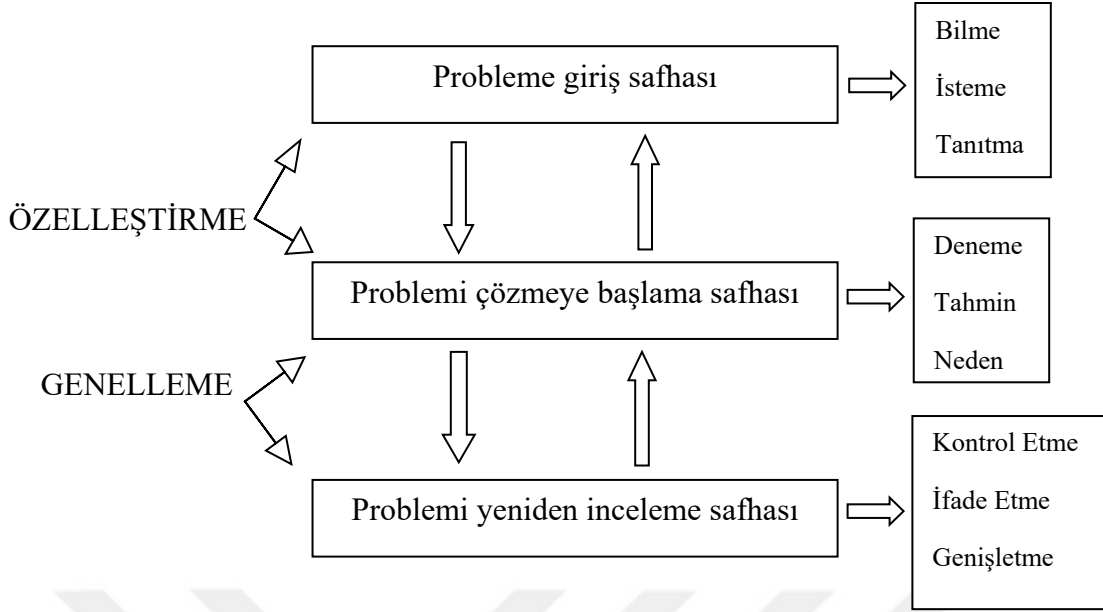 Probleme giriş safhası
Bilme
İsteme
Tanıtma
ÖZELLEŞTİRME
Problemi çözmeye başlama safhası
Deneme
Tahmin
Neden
GENELLEME
Problemi yeniden inceleme safhası
Kontrol Etme
İfade Etme
Genişletme